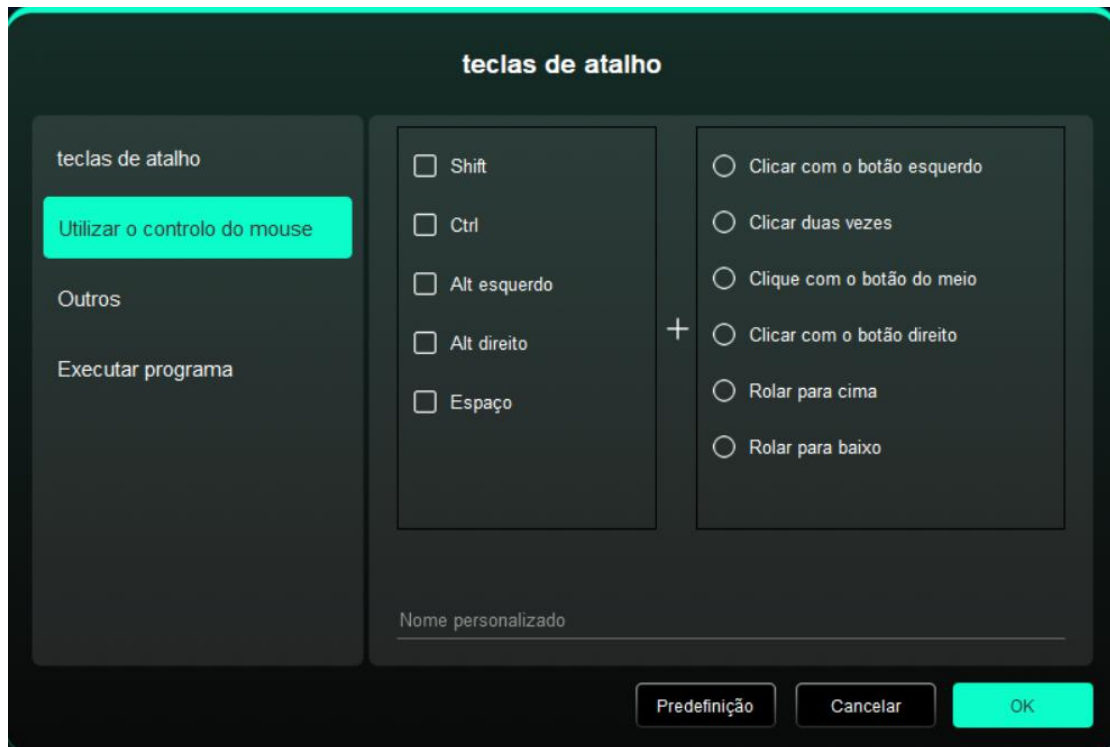 teclas de atalho
teclas de atalho
Utilizar o controlo do mouse
Outros
Executar programa
Shift
Ctrl
Alt esquerdo
Alt direito
Espaço
+
Clicar com o botão esquerdo
Clicar duas vezes
Clique com o botão do meio
Clicar com o botão direito
Rolar para cima
Rolar para baixo
Nome personalizado
Predefinição
Cancelar
OK